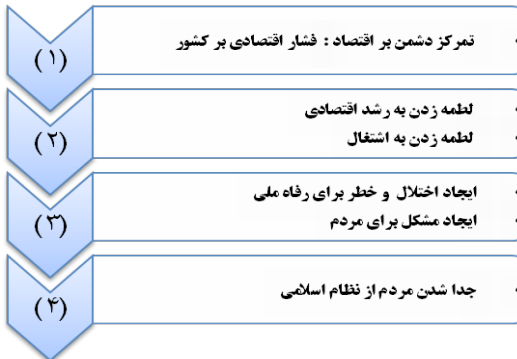 (۱)
تمرکز دشمن بر اقتصاد : فشار اقتصادی بر کشور
(۲)
لطمه زدن به رشد اقتصادی
لطمه زدن به اشتغال
(۳)
ایجاد اختلال و خطر برای رفاه ملی
ایجاد مشکل برای مردم
(۴)
جدا شدن مردم از نظام اسلامی